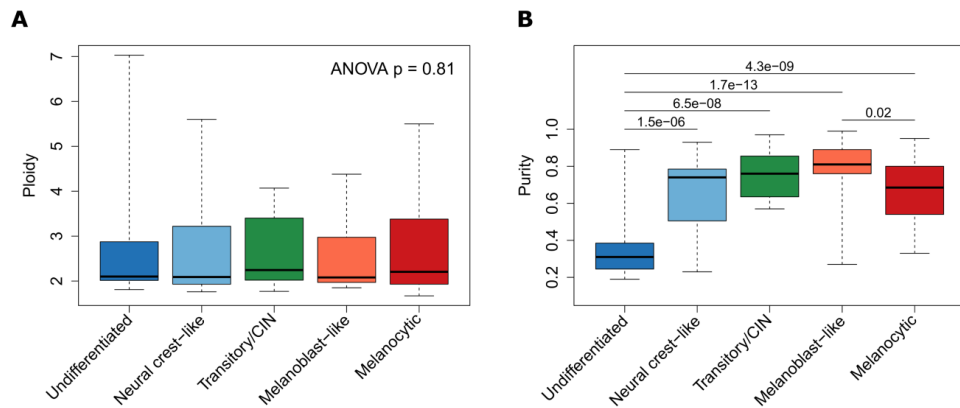 A
ANOVA p = 0.81
Ploidy
7
6
5
4
3
2
Undifferentiated
Neural crest−like
Transitory/CIN
Melanoblast−like
Melanocytic
B
4.3e−09
1.7e−13
6.5e−08
1.5e−06
0.02
Purity
1.0
0.8
0.6
0.4
0.2
Undifferentiated
Neural crest−like
Transitory/CIN
Melanoblast−like
Melanocytic